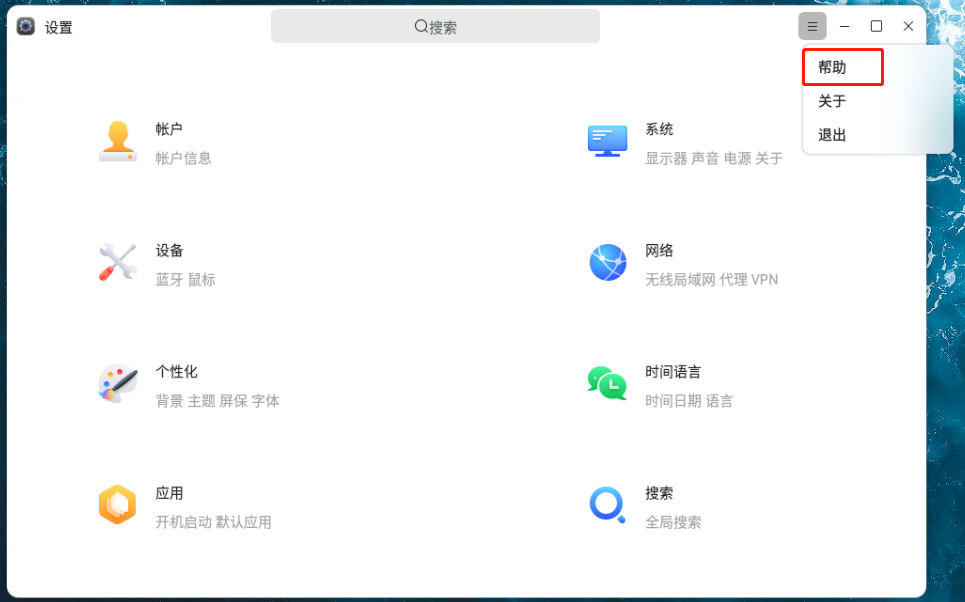 设置
搜索
帮助
关于
退出
帐户
帐户信息
系统
显示器 声音 电源 关于
设备
蓝牙 鼠标
网络
无线局域网 代理 VPN
个性化
背景 主题 屏保 字体
时间语言
时间日期 语言
应用
开机启动 默认应用
搜索
全局搜索